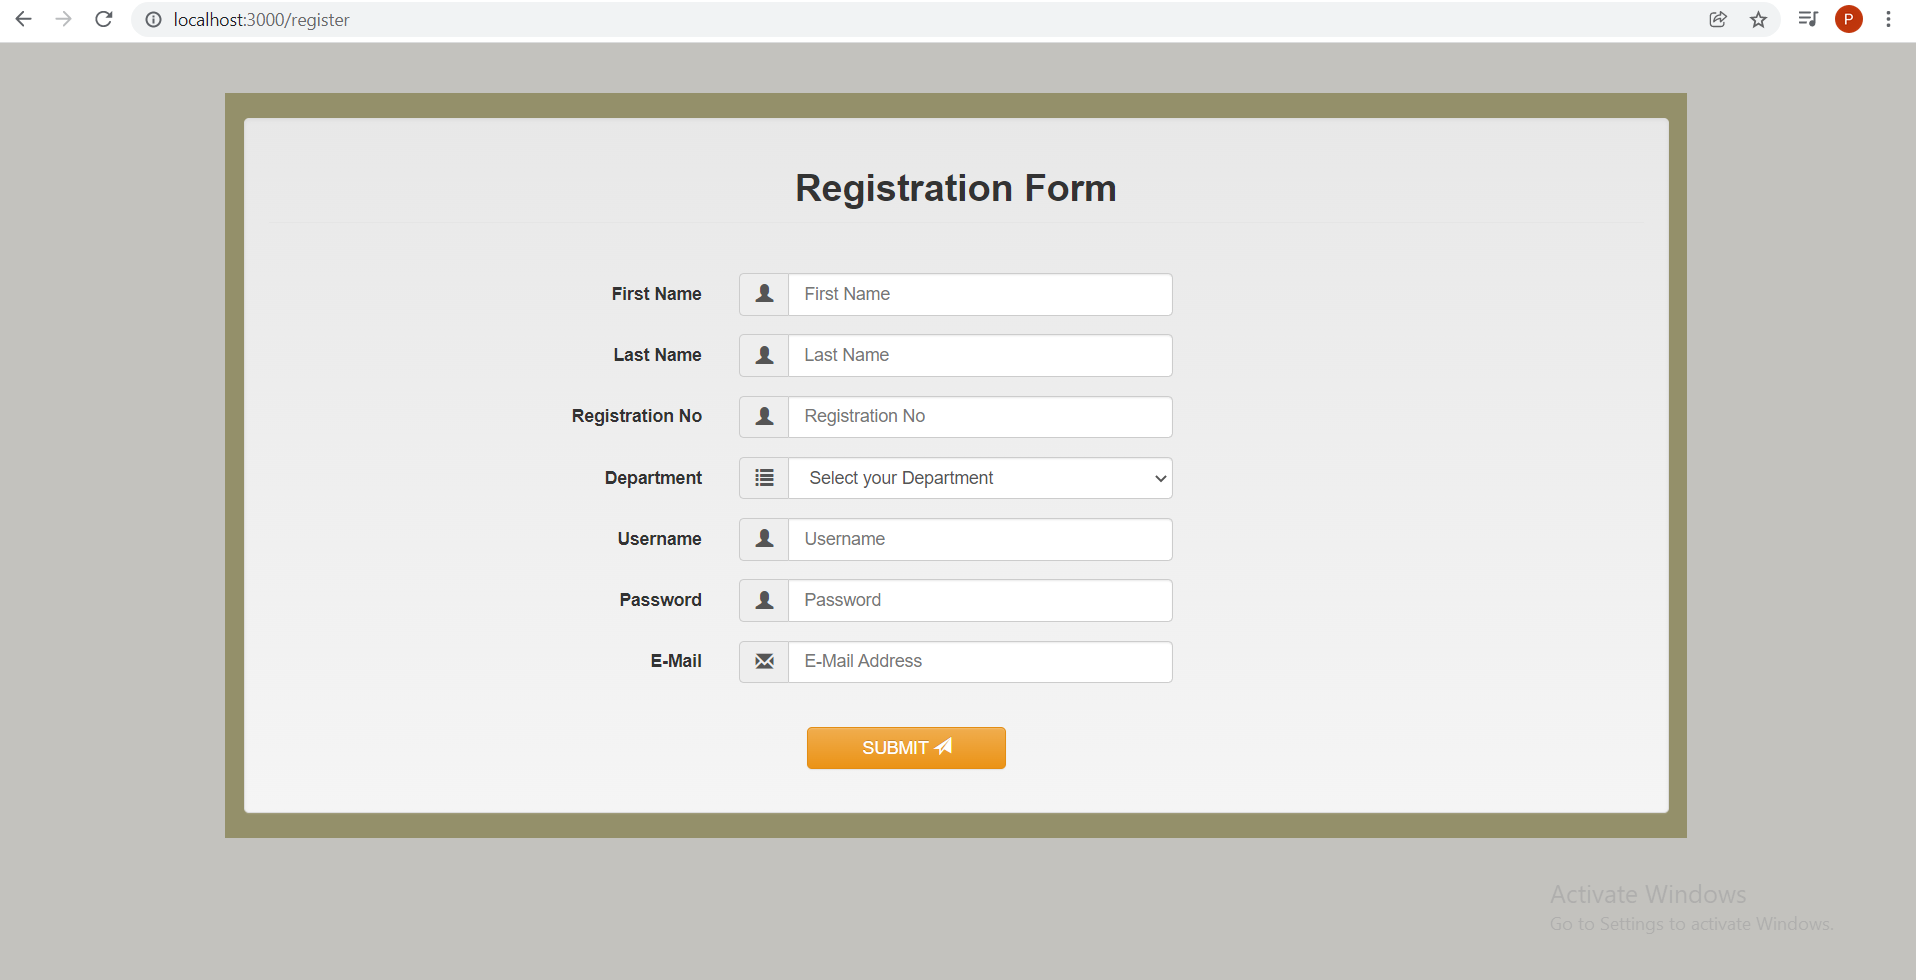 localhost:3000/register
P
Registration Form
First Name First Name
Last Name Last Name
Registration No Registration No
Department Select your Department
Username Username
Password Password
E-Mail E-Mail Address
SUBMIT
Activate Windows
Go to Settings to activate Windows.